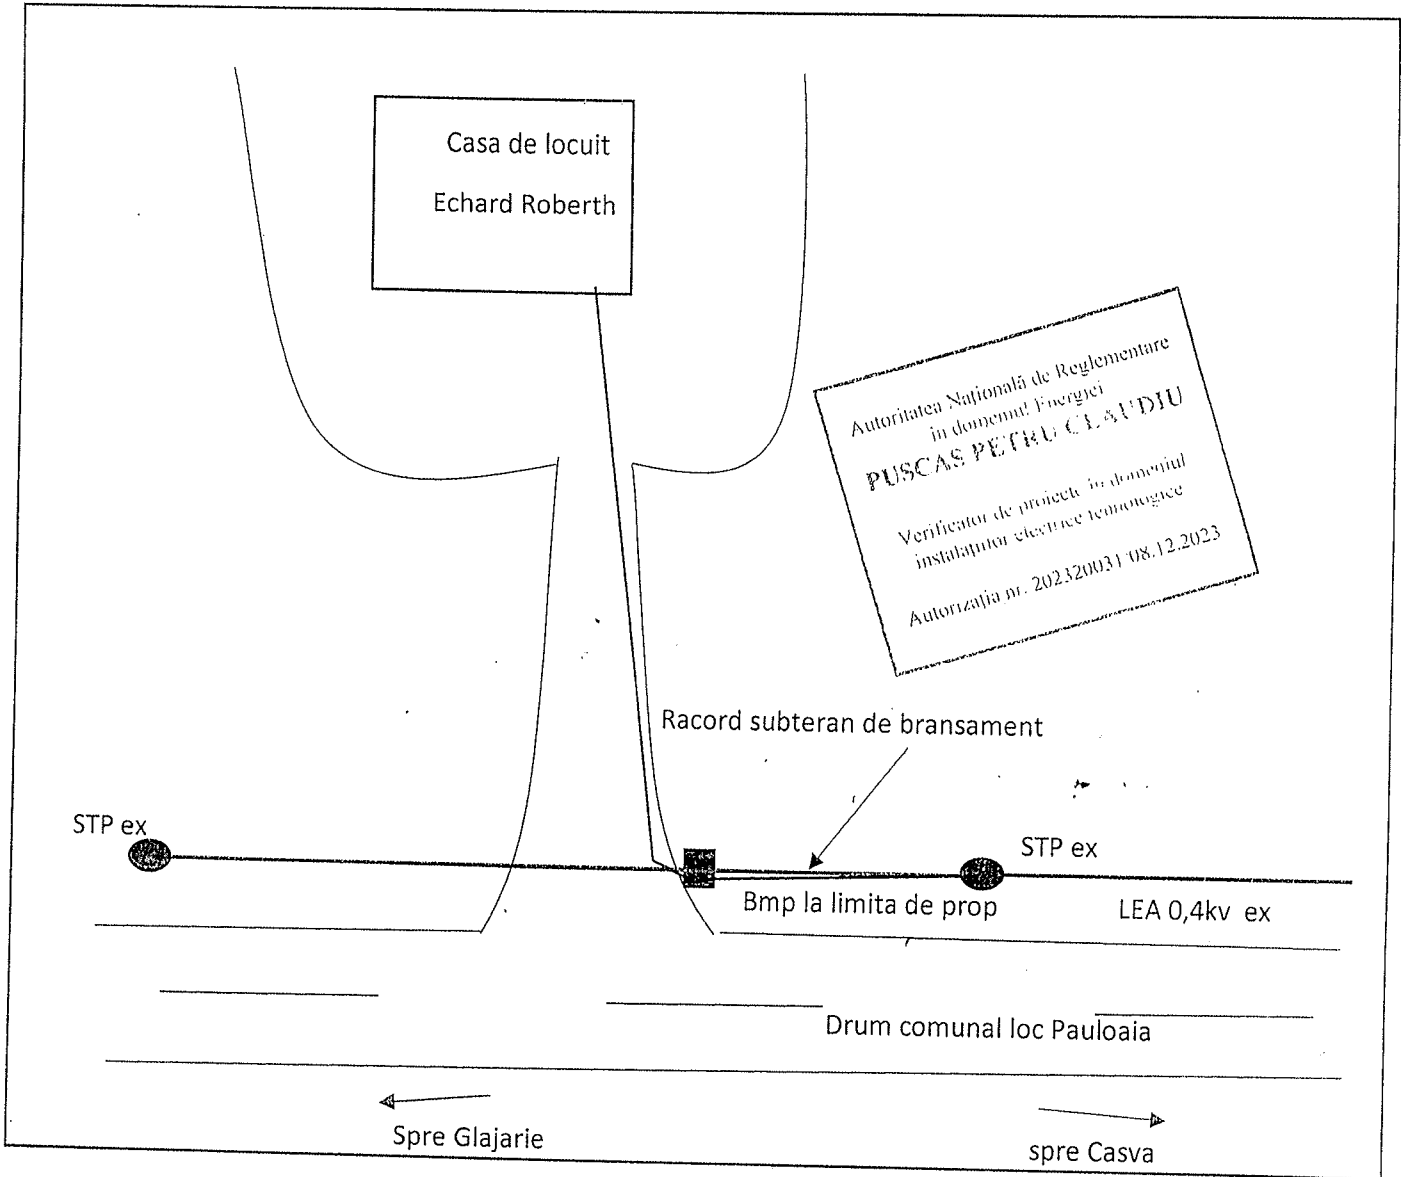 Casa de locuit
Echard Roberth
Autoritatea Națională de Reglementare
în domeniul Energiei
PUSCAS PETRU CLAUDIU
Verificator de proiecte în domeniul
instalațiilor electrice tehnologice
Autorizația nr. 202320031 08.12.2023
Racord subteran de bransament
STP ex
STP ex
Bmp la limita de prop
LEA 0,4kv ex
Drum comunal loc Pauloaia
Spre Glajarie
spre Casva